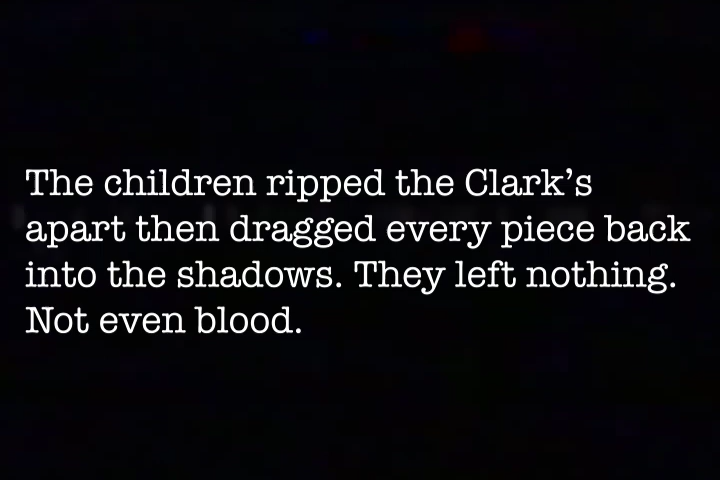 The children ripped the Clark’s
apart then dragged every piece back
into the shadows. They left nothing.
Not even blood.